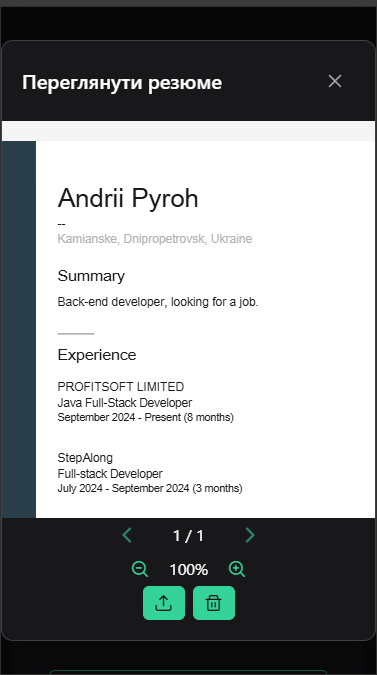 Переглянути резюме
Andrii Pyroh
--
Kamianske, Dnipropetrovsk, Ukraine
Summary
Back-end developer, looking for a job.
Experience
PROFITSOFT LIMITED
Java Full-Stack Developer
September 2024 - Present (8 months)
StepAlong
Full-stack Developer
July 2024 - September 2024 (3 months)
1 / 1
100%